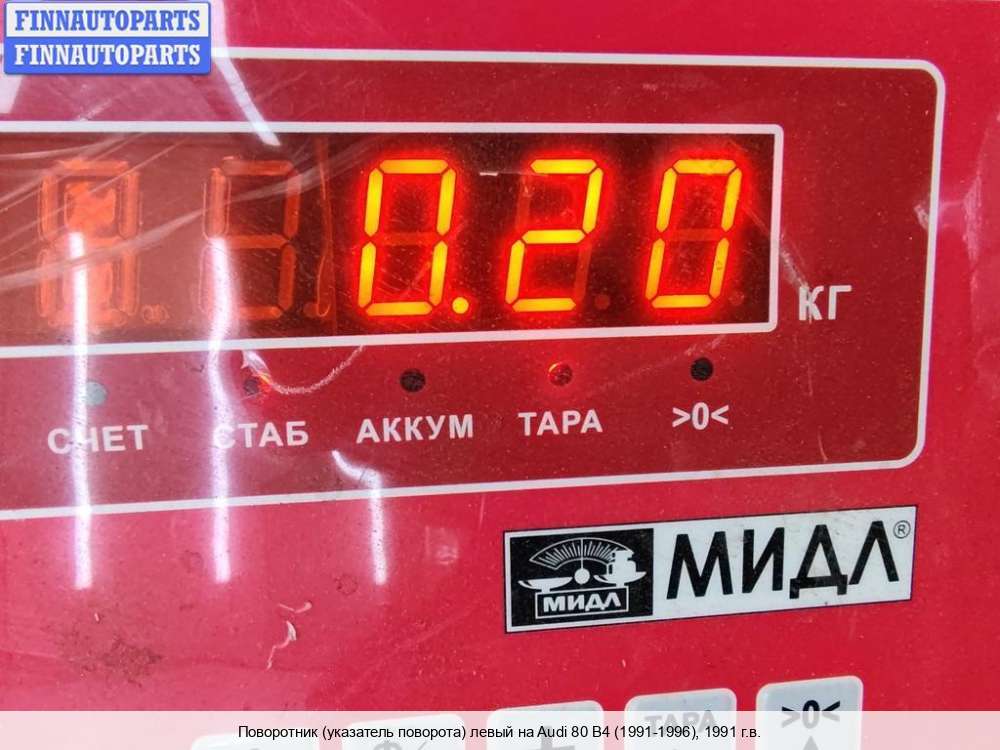 FINNAUTOPARTS
FINNAUTOPARTS
0.20
КГ
СЧЕТ СТАБ АККУМ ТАРА >0<
МИДЛ
МИДЛ®
ТАРА >0<
Поворотник (указатель поворота) левый на Audi 80 B4 (1991-1996), 1991 г.в.